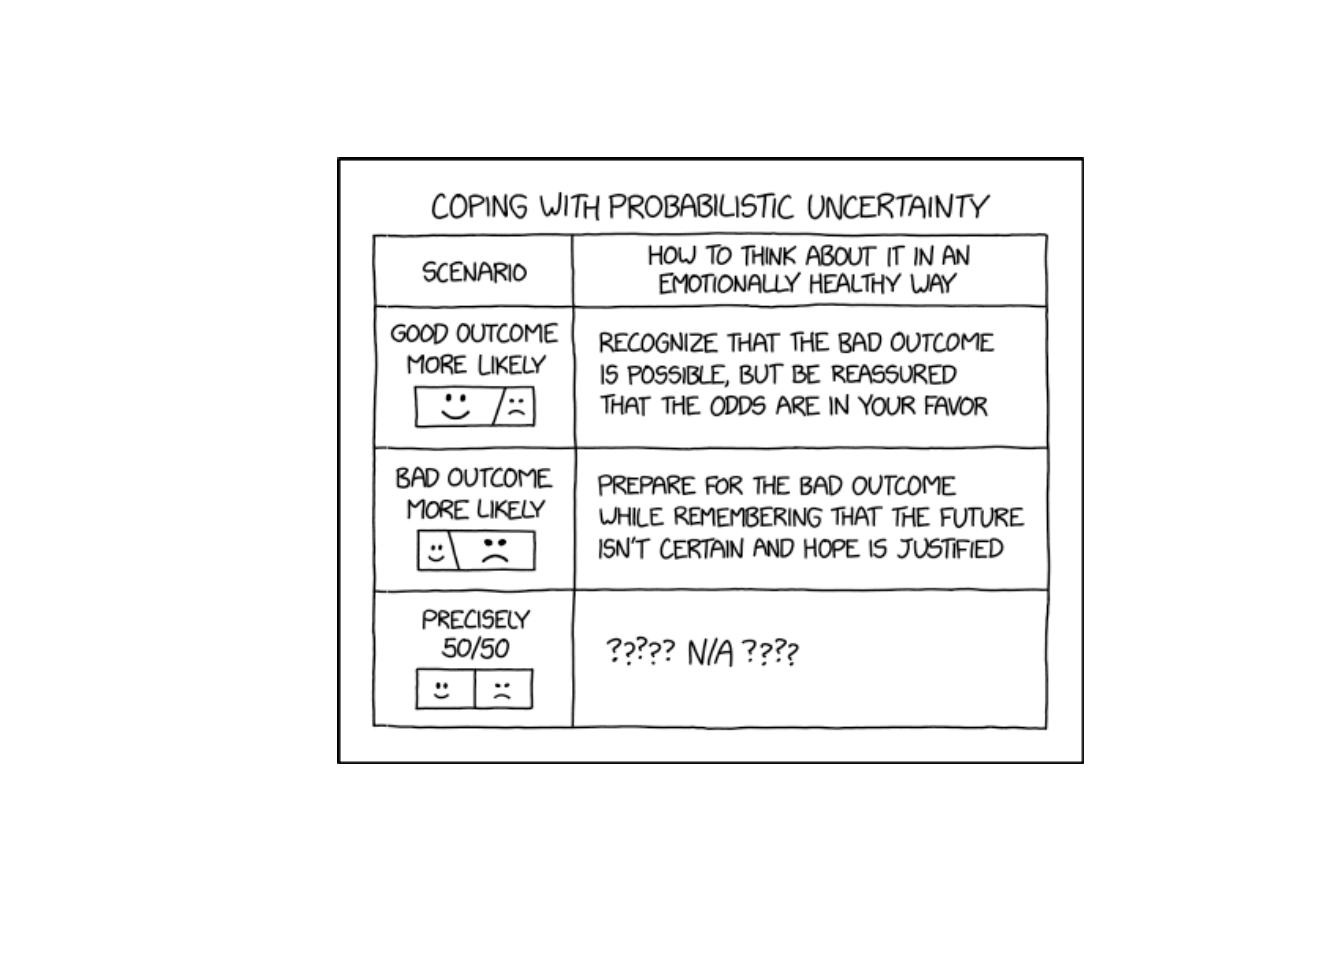 COPING WITH PROBABILISTIC UNCERTAINTY
SCENARIO
HOW TO THINK ABOUT IT IN AN
EMOTIONALLY HEALTHY WAY
GOOD OUTCOME
MORE LIKELY
RECOGNIZE THAT THE BAD OUTCOME
IS POSSIBLE, BUT BE REASSURED
THAT THE ODDS ARE IN YOUR FAVOR
BAD OUTCOME
MORE LIKELY
PREPARE FOR THE BAD OUTCOME
WHILE REMEMBERING THAT THE FUTURE
ISN'T CERTAIN AND HOPE IS JUSTIFIED
PRECISELY
50/50
????? N/A ????